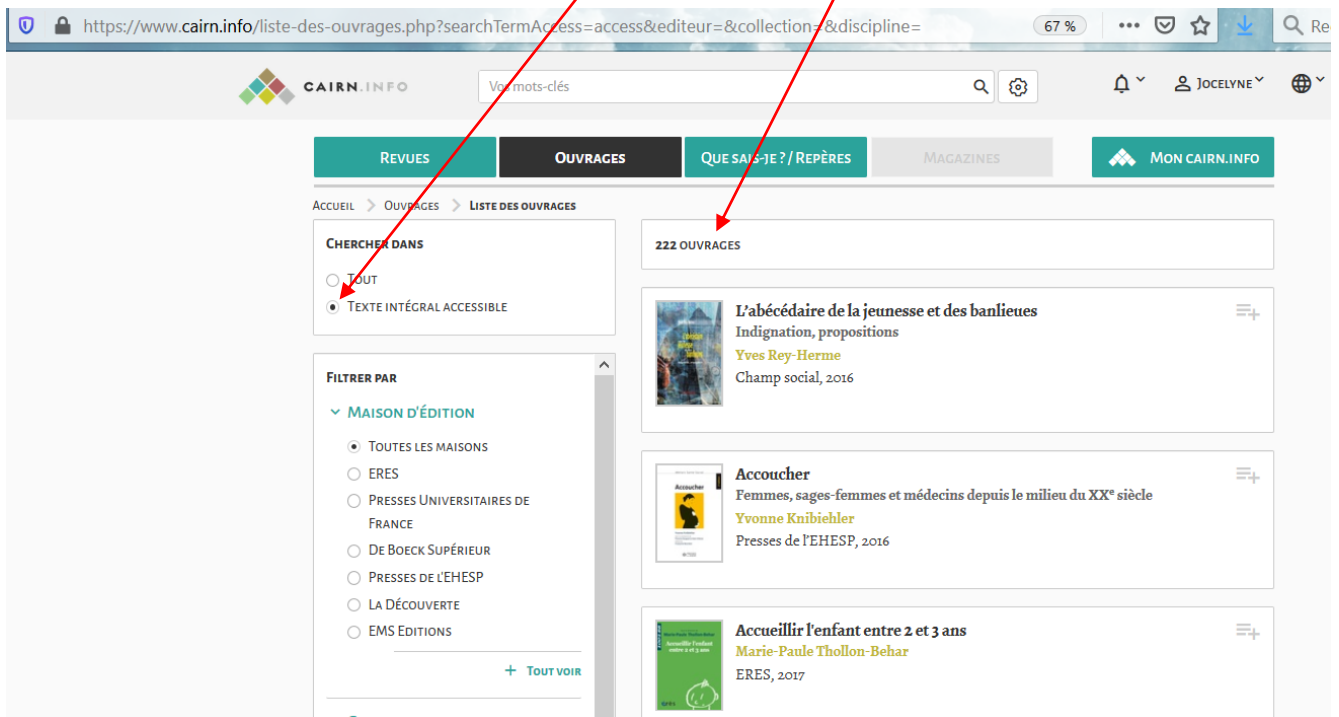 https://www.cairn.info/liste-des-ouvrages.php?searchTermAccess=access&editeur=&collection=&discipline=
67 %
CAIRN.INFO
Vos mots-clés
JOCELYNE
REVUES
OUVRAGES
QUE SAIS-JE ? / REPÈRES
MAGAZINES
MON CAIRN.INFO
ACCUEIL > OUVRAGES > LISTE DES OUVRAGES
CHERCHER DANS
TOUT
TEXTE INTÉGRAL ACCESSIBLE
FILTRER PAR
MAISON D'ÉDITION
TOUTES LES MAISONS
ERES
PRESSES UNIVERSITAIRES DE
FRANCE
DE BOECK SUPÉRIEUR
PRESSES DE L'EHESP
LA DÉCOUVERTE
EMS EDITIONS
+ TOUT VOIR
222 OUVRAGES
L'abécédaire de la jeunesse et des banlieues
Indignation, propositions
Yves Rey-Herme
Champ social, 2016
Accoucher
Accoucher
Femmes, sages-femmes et médecins depuis le milieu du XXe siècle
Yvonne Knibiehler
Presses de l'EHESP, 2016
Accueillir l'enfant entre 2 et 3 ans
Marie-Paule Thollon-Behar
ERES, 2017